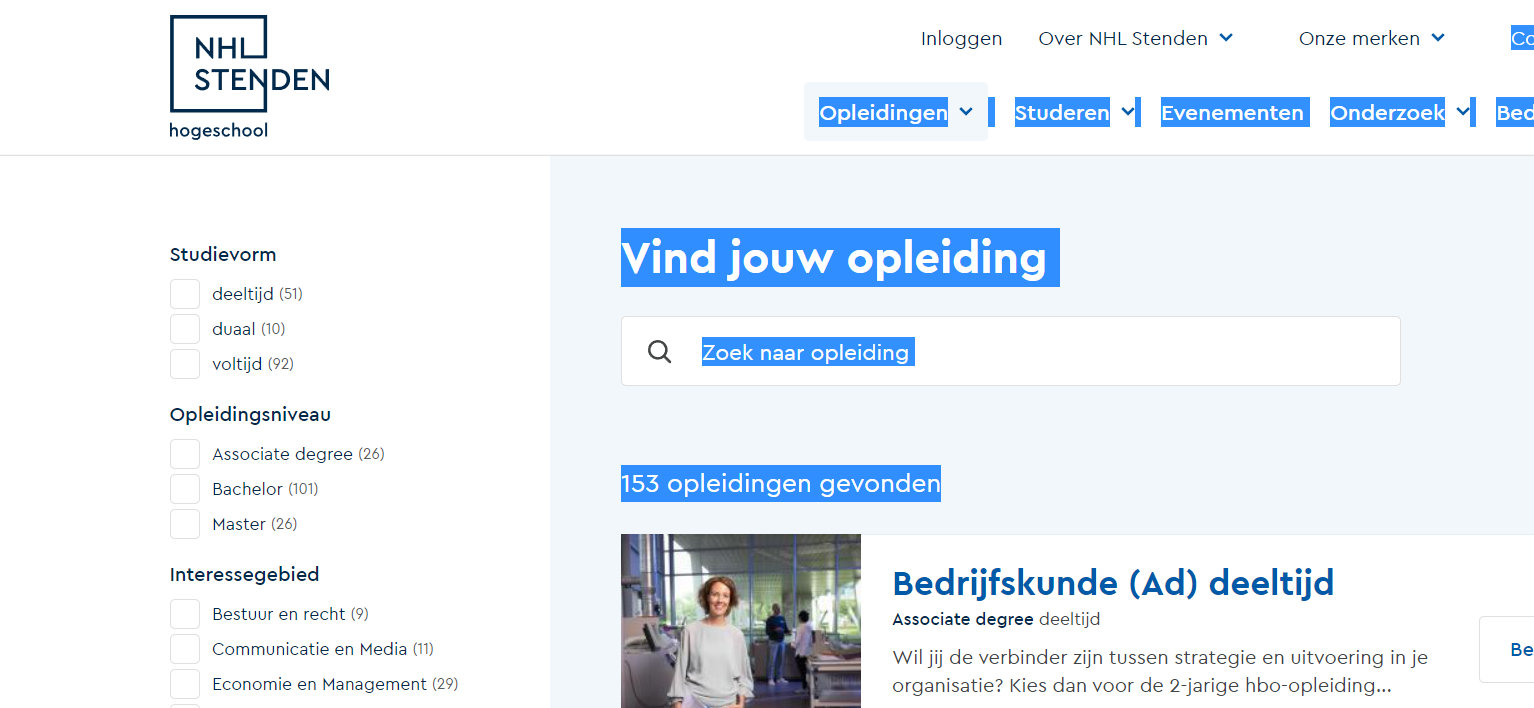 NHL
STENDEN
hogeschool
Inloggen
Over NHL Stenden
Onze merken
Opleidingen
Studeren
Evenementen
Onderzoek
Studievorm
deeltijd (51)
duaal (10)
voltijd (92)
Opleidingsniveau
Associate degree (26)
Bachelor (101)
Master (26)
Interessegebied
Bestuur en recht (9)
Communicatie en Media (11)
Economie en Management (29)
Vind jouw opleiding
Zoek naar opleiding
153 opleidingen gevonden
Bedrijfskunde (Ad) deeltijd
Associate degree deeltijd
Wil jij de verbinder zijn tussen strategie en uitvoering in je
organisatie? Kies dan voor de 2-jarige hbo-opleiding...